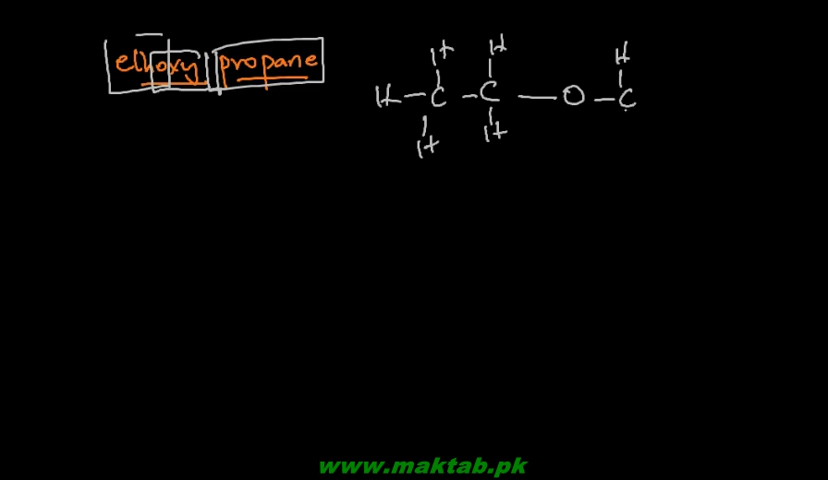 ethoxy propane
H H H
H - C - C - O - C
H H
www.maktab.pk